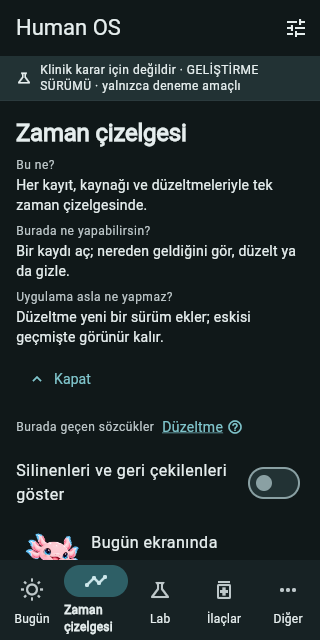 Human OS
Klinik karar için değildir · GELİŞTİRME
SÜRÜMÜ · yalnızca deneme amaçlı
Zaman çizelgesi
Bu ne?
Her kayıt, kaynağı ve düzeltmeleriyle tek
zaman çizelgesinde.
Burada ne yapabilirsin?
Bir kaydı aç; nereden geldiğini gör, düzelt ya
da gizle.
Uygulama asla ne yapmaz?
Düzeltme yeni bir sürüm ekler; eskisi
geçmişte görünür kalır.
Kapat
Burada geçen sözcükler Düzeltme ?
Silinenleri ve geri çekilenleri
göster
Bugün ekranında
Bugün
Zaman
çizelgesi
Lab
İlaçlar
Diğer